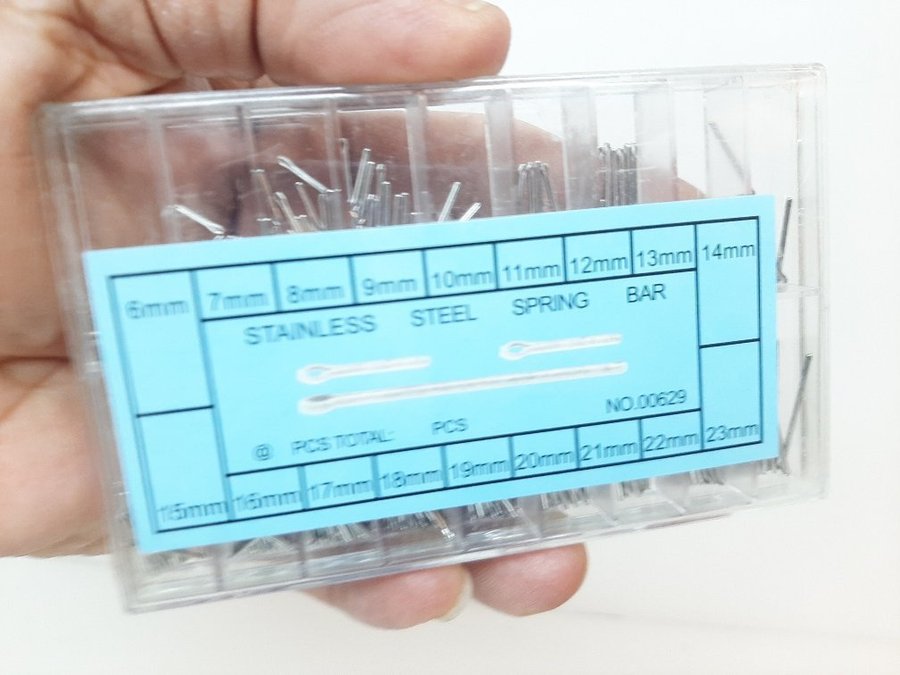 6mm 7mm 8mm 9mm 10mm 11mm 12mm 13mm 14mm
STAINLESS STEEL SPRING BAR
NO.00629
@ PCS TOTAL: PCS
15mm 16mm 17mm 18mm 19mm 20mm 21mm 22mm 23mm